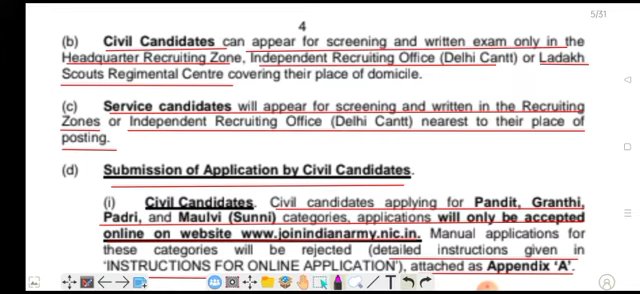 5/31
4
(b) Civil Candidates can appear for screening and written exam only in the
Headquarter Recruiting Zone, Independent Recruiting Office (Delhi Cantt) or Ladakh
Scouts Regimental Centre covering their place of domicile.
(c) Service candidates will appear for screening and written in the Recruiting
Zones or Independent Recruiting Office (Delhi Cantt) nearest to their place of
posting.
(d) Submission of Application by Civil Candidates.
(i) Civil Candidates. Civil candidates applying for Pandit, Granthi,
Padri, and Maulvi (Sunni) categories, applications will only be accepted
online on website www.joinindianarmy.nic.in. Manual applications for
these categories will be rejected (detailed instructions given in
'INSTRUCTIONS FOR ONLINE APPLICATION'), attached as Appendix 'A'.